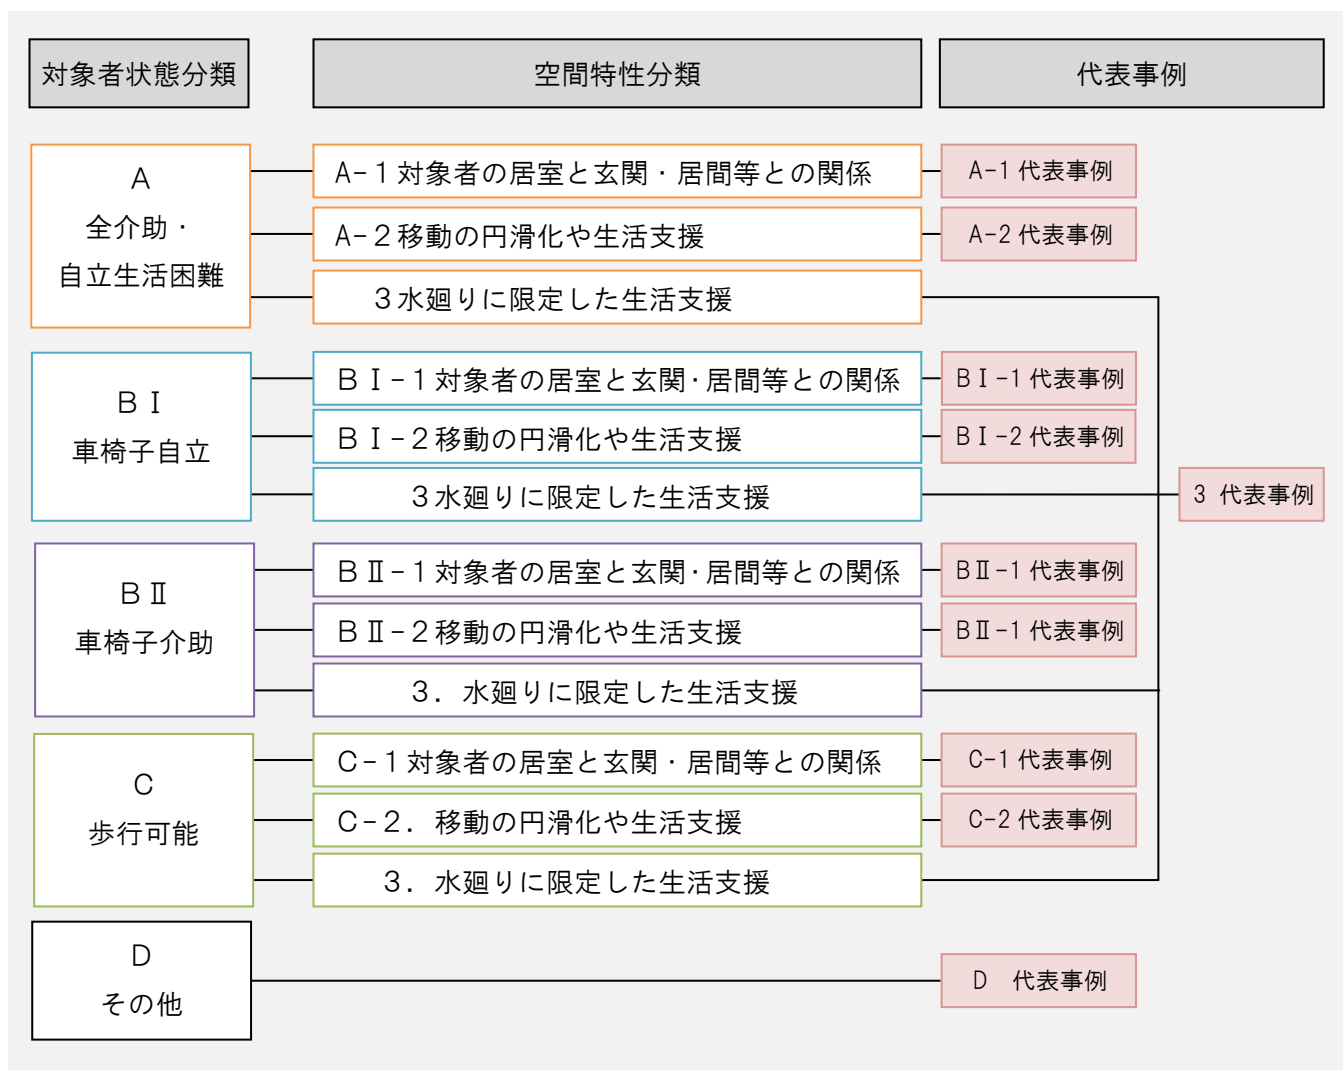 対象者状態分類
空間特性分類
代表事例
A
全介助・
自立生活困難
A-1対象者の居室と玄関・居間等との関係
A-1代表事例
A-2移動の円滑化や生活支援
A-2代表事例
3水廻りに限定した生活支援
BⅠ
車椅子自立
BⅠ-1対象者の居室と玄関・居間等との関係
BⅠ-1代表事例
BⅠ-2移動の円滑化や生活支援
BⅠ-2代表事例
3水廻りに限定した生活支援
3 代表事例
BⅡ
車椅子介助
BⅡ-1対象者の居室と玄関・居間等との関係
BⅡ-1代表事例
BⅡ-2移動の円滑化や生活支援
BⅡ-1代表事例
3.水廻りに限定した生活支援
C
歩行可能
C-1対象者の居室と玄関・居間等との関係
C-1代表事例
C-2.移動の円滑化や生活支援
C-2代表事例
3.水廻りに限定した生活支援
D
その他
D 代表事例